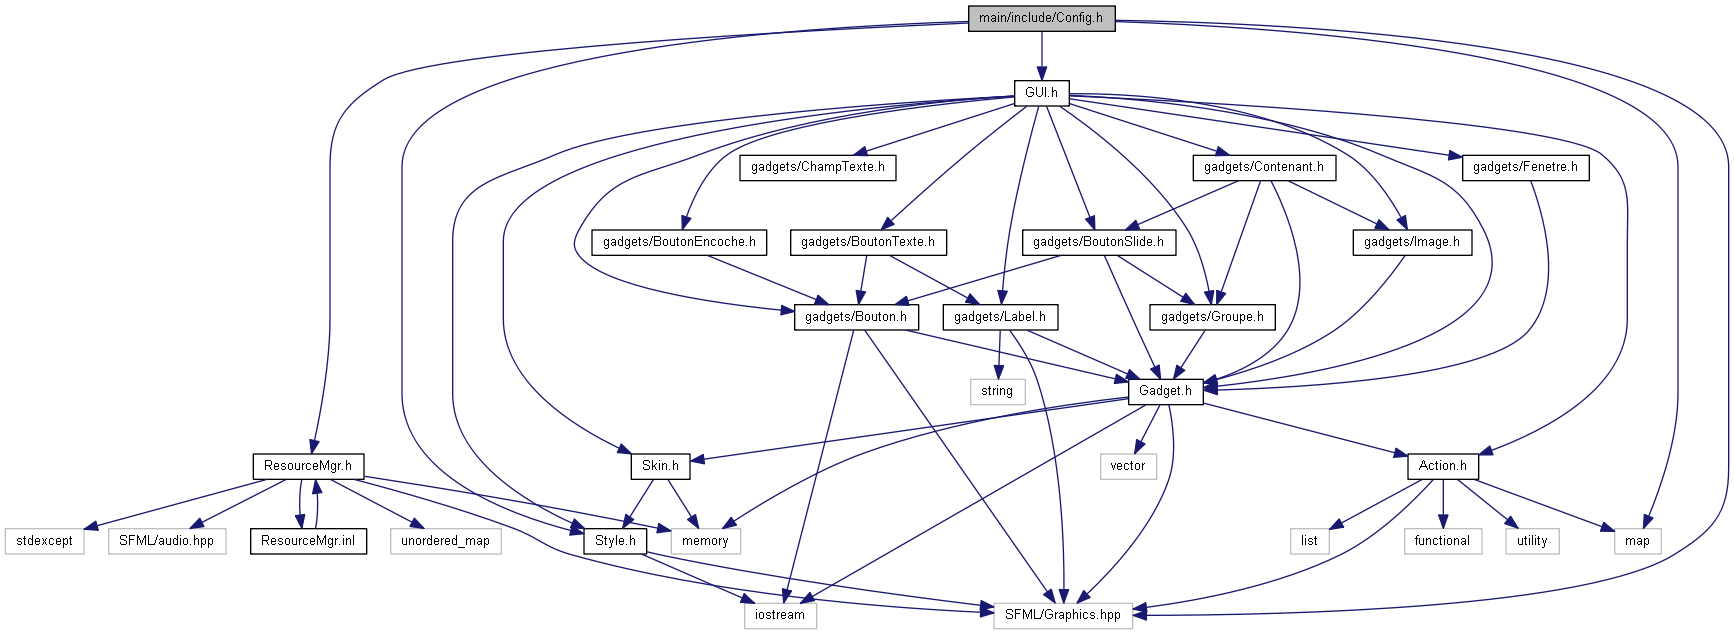 main/include/Config.h
GUI.h
gadgets/ChampTexte.h
gadgets/Contenant.h
gadgets/Fenetre.h
gadgets/BoutonEncoche.h
gadgets/BoutonTexte.h
gadgets/BoutonSlide.h
gadgets/Image.h
gadgets/Bouton.h
gadgets/Label.h
gadgets/Groupe.h
string
Gadget.h
ResourceMgr.h
Skin.h
vector
Action.h
stdexcept
SFML/audio.hpp
ResourceMgr.inl
unordered_map
Style.h
memory
list
functional
utility
map
iostream
SFML/Graphics.hpp